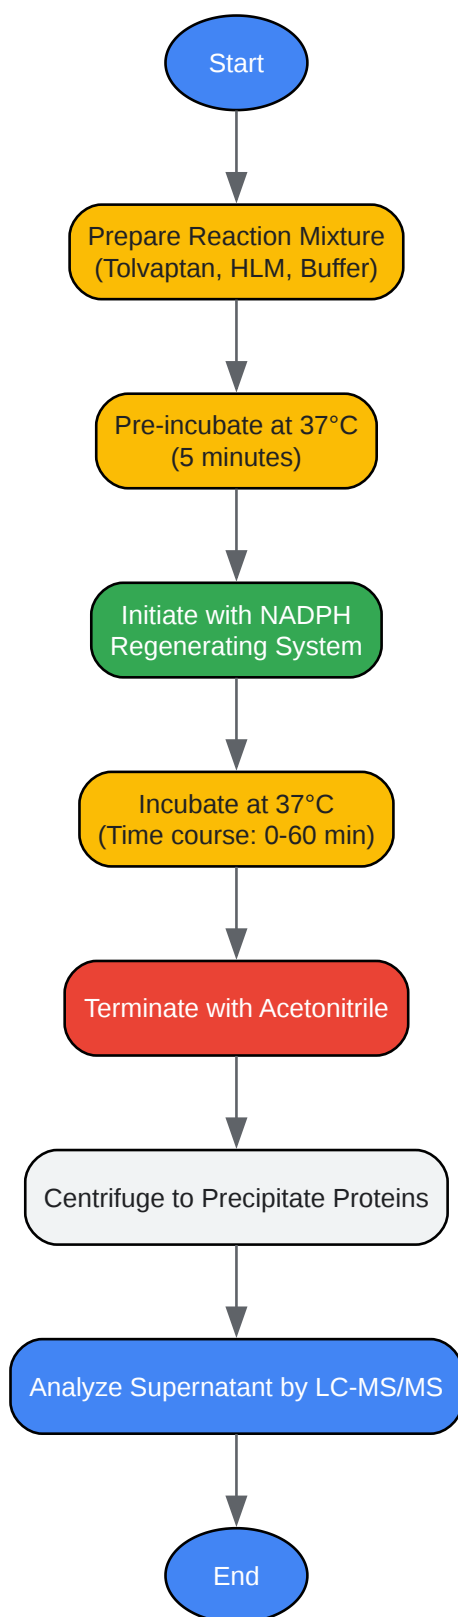 Start
Prepare Reaction Mixture
(Tolvaptan, HLM, Buffer)
Pre-incubate at 37°C
(5 minutes)
Initiate with NADPH
Regenerating System
Incubate at 37°C
(Time course: 0-60 min)
Terminate with Acetonitrile
Centrifuge to Precipitate Proteins
Analyze Supernatant by LC-MS/MS
End